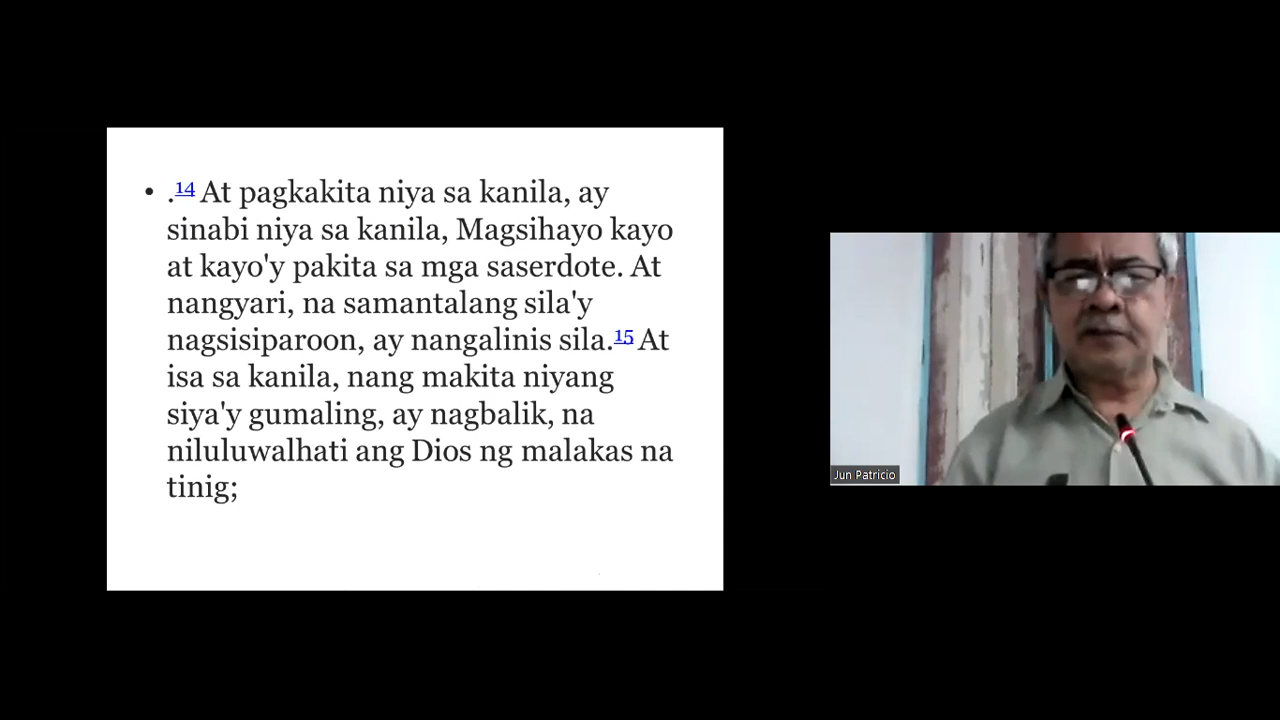 • .14 At pagkakita niya sa kanila, ay
sinabi niya sa kanila, Magsihayo kayo
at kayo'y pakita sa mga saserdote. At
nangyari, na samantalang sila'y
nagsisiparoon, ay nangalinis sila.15 At
isa sa kanila, nang makita niyang
siya'y gumaling, ay nagbalik, na
niluluwalhati ang Dios ng malakas na
tinig;
Jun Patricio